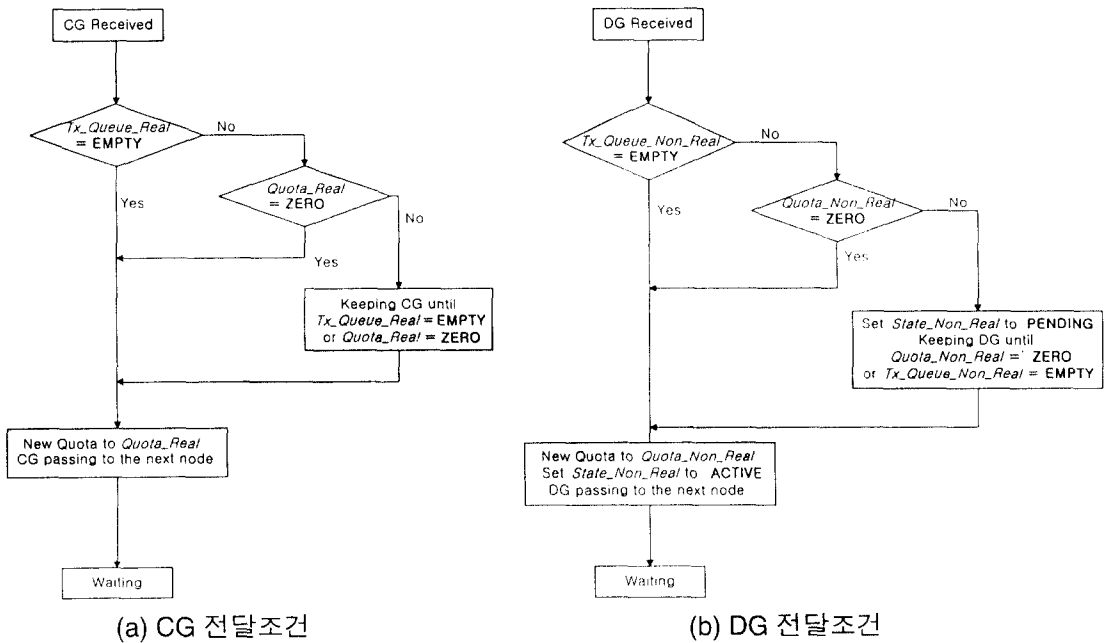 CG Received
Tx_Queue_Real
= EMPTY
No
Yes
Quota_Real
= ZERO
No
Yes
Keeping CG until
Tx_Queue_Real = EMPTY
or Quota_Real = ZERO
New Quota to Quota_Real
CG passing to the next node
Waiting
(a) CG 전달조건
DG Received
Tx_Queue_Non_Real
= EMPTY
No
Yes
Quota_Non_Real
= ZERO
No
Yes
Set State_Non_Real to PENDING
Keeping DG until
Quota_Non_Real = ZERO
or Tx_Queue_Non_Real = EMPTY
New Quota to Quota_Non_Real
Set State_Non_Real to ACTIVE
DG passing to the next node
Waiting
(b) DG 전달조건